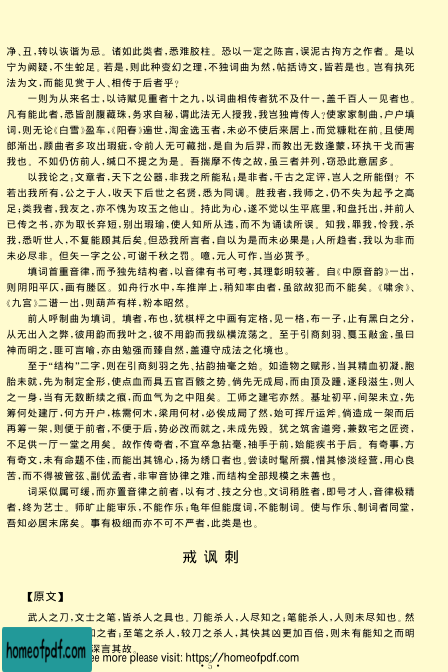 净、丑,转以诙谐为忌。诸如此类者,悉难胶柱。恐以一定之陈言,误泥古拘方之作者。是以
宁为阙疑,不生蛇足。若是,则此种变幻之理,不独词曲为然,帖括诗文,皆若是也。岂有执死
法为文,而能见赏于人、相传于后者乎?
一则为从来名士,以诗赋见重者十之九,以词曲相传者犹不及什一,盖千百人一见者也。
凡有能此者,悉皆剖腹藏珠,务求自秘,谓此法无人授我,我岂独肯传人?使家家制曲,户户填
词,则无论《白雪》盈车,《阳春》遍世,淘金选玉者,未必不使后来居上,而觉糠秕在前。且使周
郎渐出,顾曲者多攻出瑕疵,令前人无可藏拙,是自为后羿,而教出无数逢蒙,环执干戈而害
我也。不如仍仿前人,缄口不提之为是。吾揣摩不传之故,虽三者并列,窃恐此意居多。
以我论之,文章者,天下之公器,非我之所能私;是非者,千古之定评,岂人之所能倒?不
若出我所有,公之于人,收天下后世之名贤,悉为同调。胜我者,我师之,仍不失为起予之高
足;类我者,我友之,亦不愧为攻玉之他山。持此为心,遂不觉以生平底里,和盘托出,并前人
已传之书,亦为取长弃短,别出瑕瑜,使人知所从违,而不为诵读所误。知我,罪我,怜我,杀
我,悉听世人,不复能顾其后矣。但恐我所言者,自以为是而未必果是;人所趋者,我以为非而
未必尽非。但矢一字之公,可谢千秋之罚。噫,元人可作,当必贳予。
填词首重音律,而予独先结构者,以音律有书可考,其理彰明较著。自《中原音韵》一出,
则阴阳平仄,画有塍区。如舟行水中,车推岸上,稍知率由者,虽欲故犯而不能矣。《啸余》、
《九宫》二谱一出,则葫芦有样,粉本昭然。
前人呼制曲为填词。填者,布也,犹棋枰之中画有定格,见一格,布一子,止有黑白之分,
从无出入之弊,彼用韵而我叶之,彼不用韵而我纵横流荡之。至于引商刻羽、戛玉敲金,虽曰
神而明之,匪可言喻,亦由勉强而臻自然,盖遵守成法之化境也。
至于“结构”二字,则在引商刻羽之先、拈韵抽毫之始。如造物之赋形,当其精血初凝,胞
胎未就,先为制定全形,使点血而具五官百骸之势。倘先无成局,而由顶及踵,逐段滋生,则人
之一身,当有无数断续之痕,而血气为之中阻矣。工师之建宅亦然。基址初平,间架未立,先
筹何处建厅,何方开户,栋需何木,梁用何材,必俟成局了然,始可挥斤运斧。倘造成一架而后
再筹一架,则便于前者,不便于后,势必改而就之,未成先毁。犹之筑舍道旁,兼数宅之匠资,
不足供一厅一堂之用矣。故作传奇者,不宜卒急拈毫,袖手于前,始能疾书于后。有奇事,方
有奇文,未有命题不佳,而能出其锦心,扬为绣口者也。尝读时髦所撰,惜其惨淡经营,用心良
苦,而不得被管弦、副优孟者,非审音协律之难,而结构全部规模之未善也。
词采似属可缓,而亦置音律之前者,以有才、技之分也。文词稍胜者,即号才人,音律极精
者,终为艺士。师旷止能审乐,不能作乐;龟年但能度词,不能制词。使与作乐、制词者同堂,
吾知必居末席矣。事有极细而亦不可不严者,此类是也。
戒讽刺
【原文】
武人之刀,文士之笔,皆杀人之具也。刀能杀人,人尽知之;笔能杀人,人则未尽知也。然
知之者;至笔之杀人,较刀之杀人,其快其凶更加百倍,则未有能知之而明
深言其故。
homeofpdf.com
ee more please visit: https://homeofpdf.com
· 5 ·